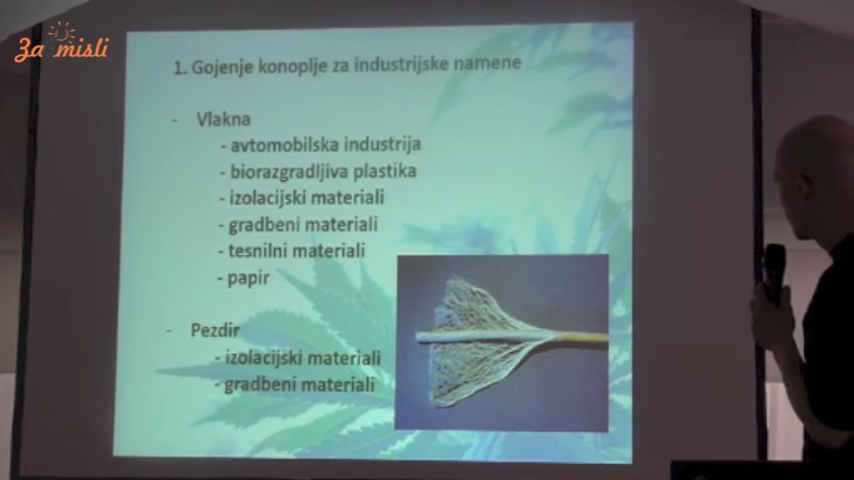 Za misli
1. Gojenje konoplje za industrijske namene
- Vlakna
- avtomobilska industrija
- biorazgradljiva plastika
- izolacijski materiali
- gradbeni materiali
- tesnilni materiali
- papir
- Pezdir
- izolacijski materiali
- gradbeni materiali